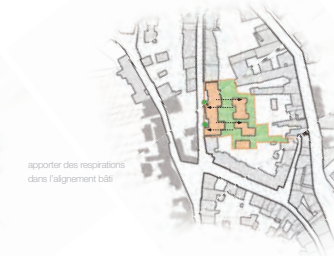 apporter des respirations
dans l'alignement bâti